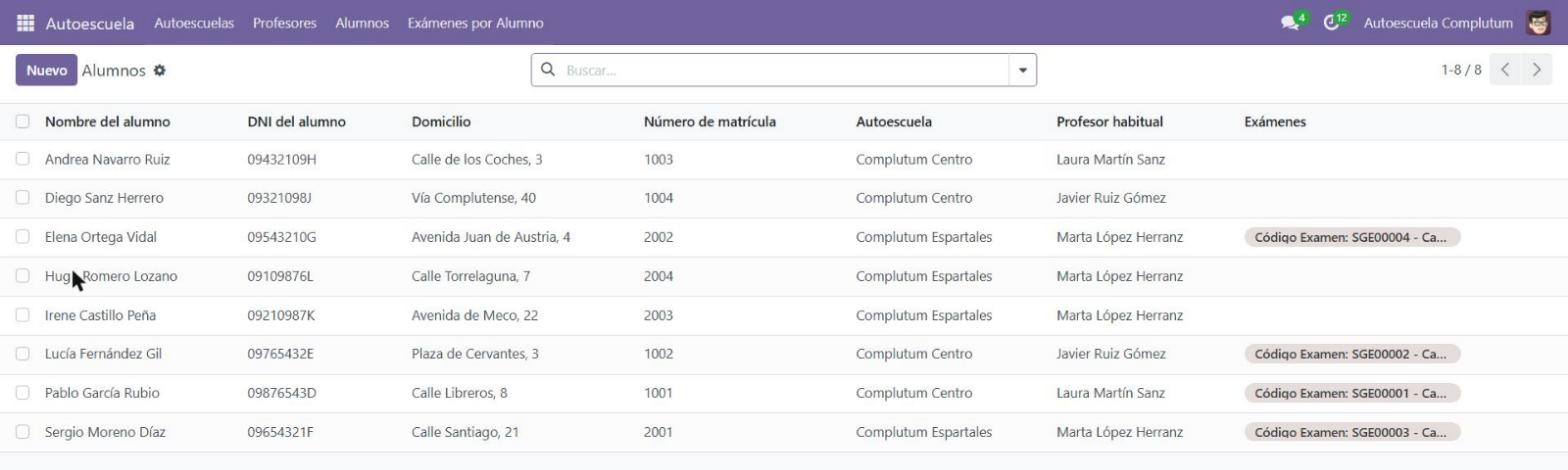 Autoescuela Autoescuelas Profesores Alumnos Exámenes por Alumno 4 12 Autoescuela Complutum
Nuevo Alumnos Buscar... 1-8 / 8
Nombre del alumno DNI del alumno Domicilio Número de matrícula Autoescuela Profesor habitual Exámenes
Andrea Navarro Ruiz 09432109H Calle de los Coches, 3 1003 Complutum Centro Laura Martín Sanz
Diego Sanz Herrero 09321098J Vía Complutense, 40 1004 Complutum Centro Javier Ruiz Gómez
Elena Ortega Vidal 09543210G Avenida Juan de Austria, 4 2002 Complutum Espartales Marta López Herranz Código Examen: SGE00004 - Ca...
Hugo Romero Lozano 09109876L Calle Torrelaguna, 7 2004 Complutum Espartales Marta López Herranz
Irene Castillo Peña 09210987K Avenida de Meco, 22 2003 Complutum Espartales Marta López Herranz
Lucía Fernández Gil 09765432E Plaza de Cervantes, 3 1002 Complutum Centro Javier Ruiz Gómez Código Examen: SGE00002 - Ca...
Pablo García Rubio 09876543D Calle Libreros, 8 1001 Complutum Centro Laura Martín Sanz Código Examen: SGE00001 - Ca...
Sergio Moreno Díaz 09654321F Calle Santiago, 21 2001 Complutum Espartales Marta López Herranz Código Examen: SGE00003 - Ca...